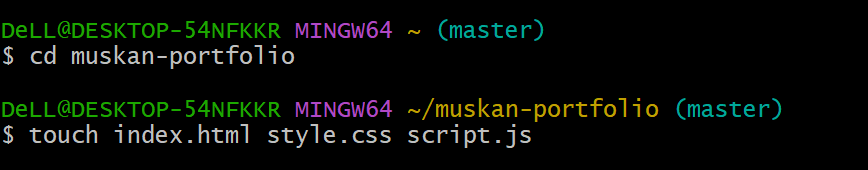 DeLL@DESKTOP-54NFKKR MINGW64 ~ (master)
$ cd muskan-portfolio
DeLL@DESKTOP-54NFKKR MINGW64 ~/muskan-portfolio (master)
$ touch index.html style.css script.js